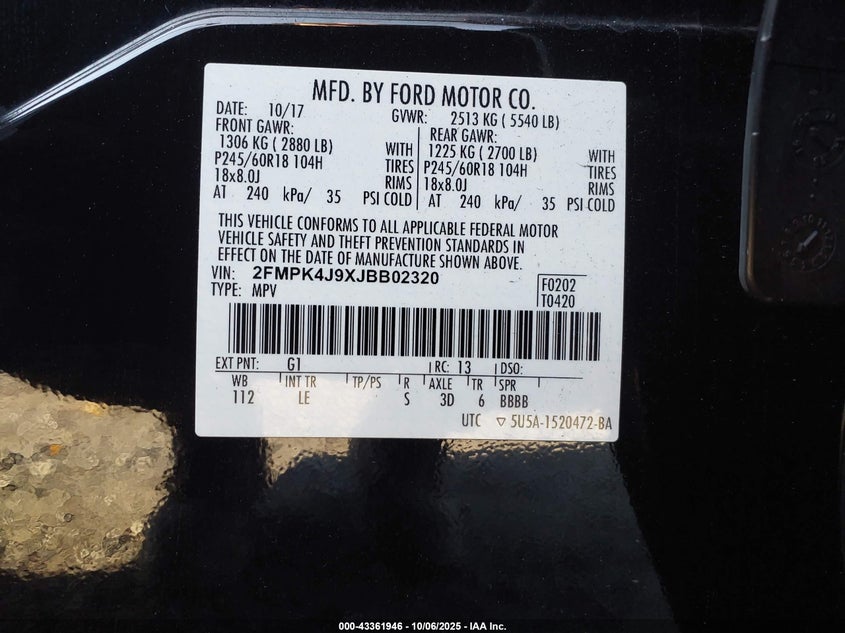 MFD. BY FORD MOTOR CO.
DATE: 10/17 GVWR: 2513 KG ( 5540 LB)
FRONT GAWR: REAR GAWR:
1306 KG ( 2880 LB) WITH 1225 KG ( 2700 LB) WITH
P245/60R18 104H TIRES P245/60R18 104H TIRES
18x8.0J RIMS 18x8.0J RIMS
AT 240 kPa/ 35 PSI COLD AT 240 kPa/ 35 PSI COLD
THIS VEHICLE CONFORMS TO ALL APPLICABLE FEDERAL MOTOR
VEHICLE SAFETY AND THEFT PREVENTION STANDARDS IN
EFFECT ON THE DATE OF MANUFACTURE SHOWN ABOVE.
VIN: 2FMPK4J9XJBB02320 F0202
TYPE: MPV T0420
EXT PNT: G1 RC: 13 DSO:
WB INT TR TP/PS R AXLE TR SPR
112 LE S 3D 6 BBBB
UTC ▽ 5U5A-1520472-BA
000-43361946 - 10/06/2025 - IAA Inc.